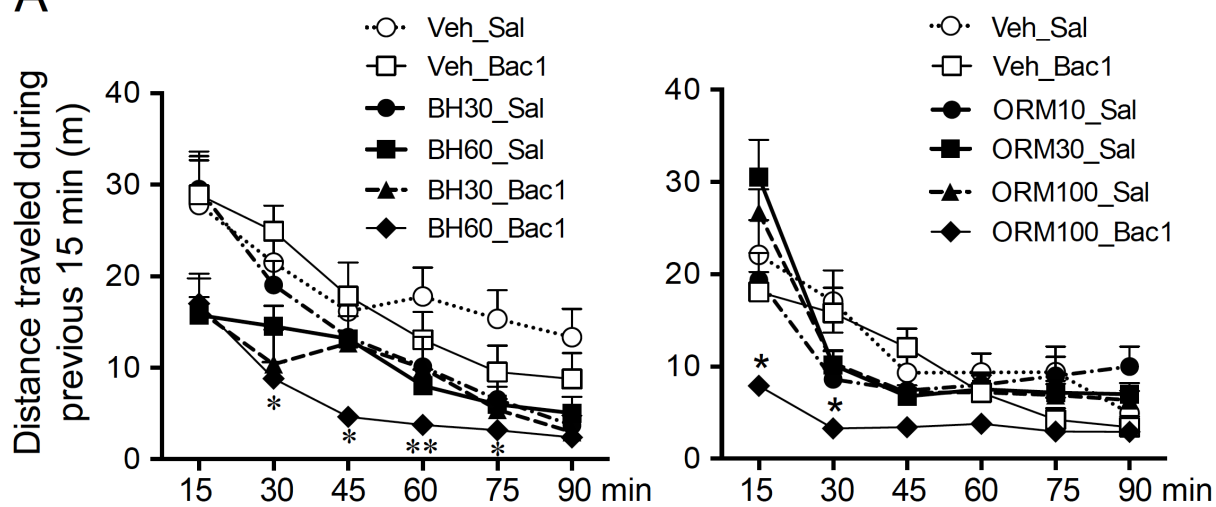 A
Distance traveled during
previous 15 min (m)
Veh_Sal
Veh_Bac1
BH30_Sal
BH60_Sal
BH30_Bac1
BH60_Bac1
40
30
20
10
0
*
*
**
*
15 30 45 60 75 90 min
Veh_Sal
Veh_Bac1
ORM10_Sal
ORM30_Sal
ORM100_Sal
ORM100_Bac1
40
30
20
10
0
*
*
15 30 45 60 75 90 min